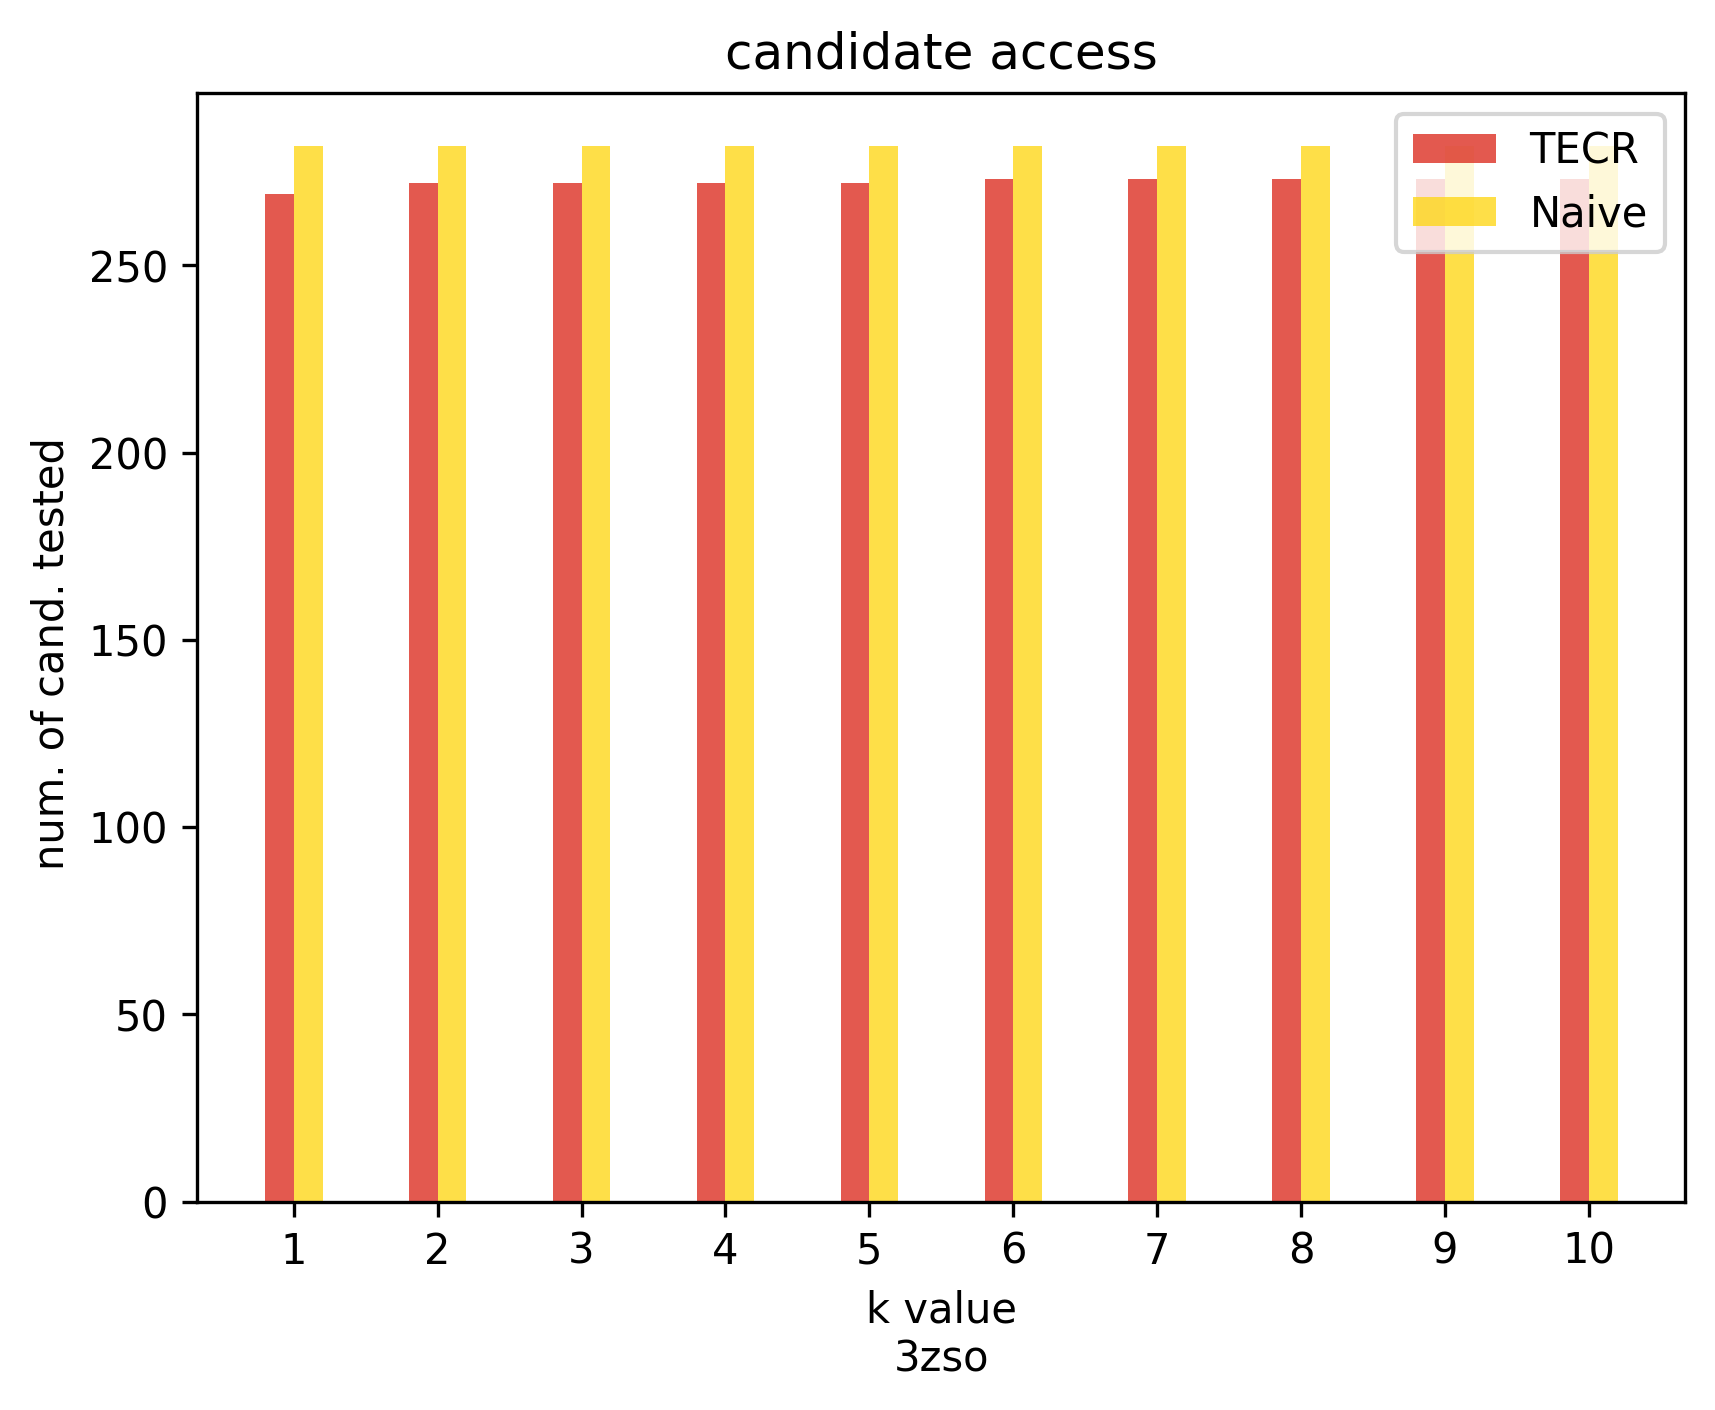 candidate access
TECR
Naive
num. of cand. tested
250
200
150
100
50
0
1 2 3 4 5 6 7 8 9 10
k value
3zso